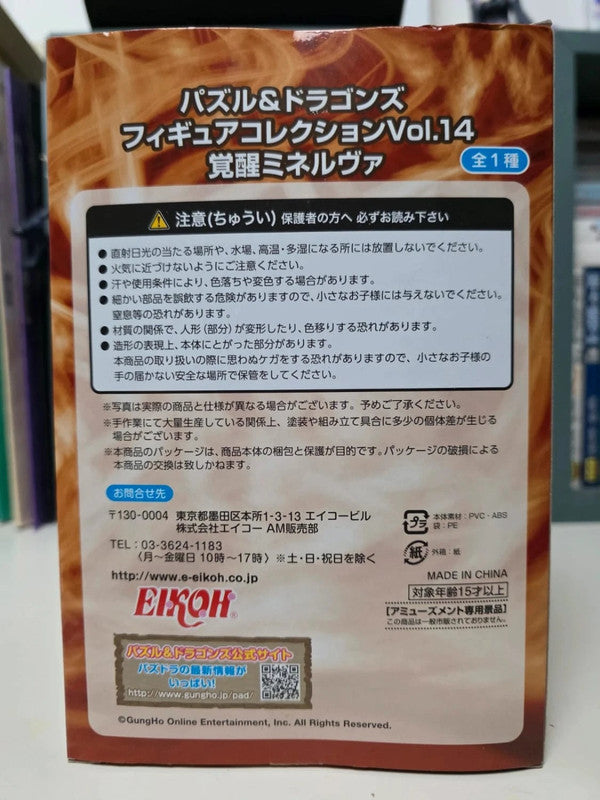 パズル&ドラゴンズ
フィギュアコレクションVol.14
覚醒ミネルヴァ
全1種
注意(ちゅうい) 保護者の方へ 必ずお読み下さい
● 直射日光の当たる場所や、水場、高温・多湿になる所には放置しないでください。
● 火気に近づけないようにご注意ください。
● 汗や使用条件により、色落ちや変色する場合があります。
● 細かい部品を誤飲する危険がありますので、小さなお子様には与えないでください。
窒息等の恐れがあります。
● 材質の関係で、人形(部分)が変形したり、色移りする恐れがあります。
● 造形の表現上、本体にとがった部分があります。
本商品の取り扱いの際に思わぬケガをする恐れがありますので、小さなお子様の
手の届かない安全な場所で保管をしてください。
※写真は実際の商品と仕様が異なる場合がございます。予めご了承ください。
※手作業にて大量生産している関係上、塗装や組み立て具合に多少の個体差が生じる
場合がございます。
※本商品のパッケージは、商品本体の梱包と保護が目的です。パッケージの破損による
本商品の交換は致しかねます。
お問合せ先
〒130-0004 東京都墨田区本所1-3-13 エイコービル
株式会社エイコー AM販売部
TEL:03-3624-1183
〈月〜金曜日 10時〜17時〉※土・日・祝日を除く
http://www.e-eikoh.co.jp
EIKOH®
プラ
本体素材:PVC・ABS
袋:PE
紙
外箱:紙
MADE IN CHINA
対象年齢15才以上
【アミューズメント専用景品】
この商品は一般市販されておりません。
パズル&ドラゴンズ公式サイト
パズドラの最新情報が
いっぱい!
http://www.gungho.jp/pad/
©GungHo Online Entertainment, Inc. All Rights Reserved.